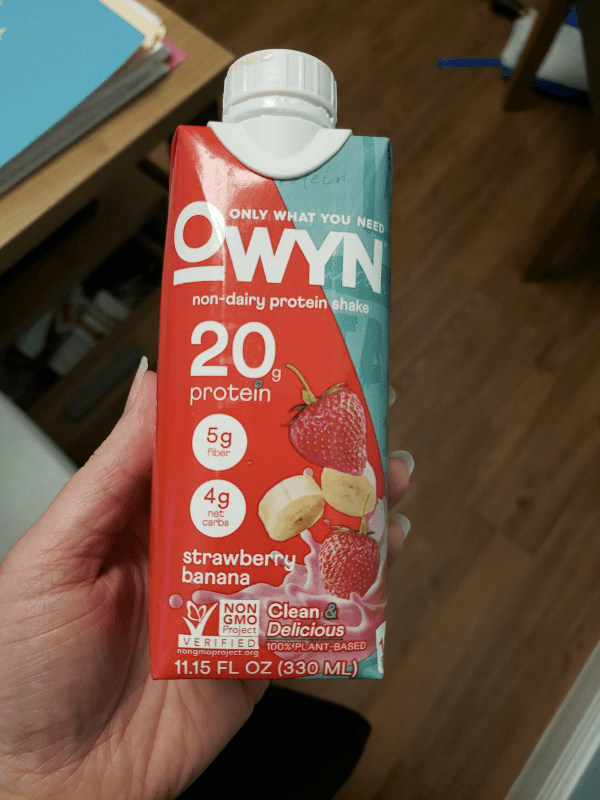 ONLY WHAT YOU NEED
OWYN
non-dairy protein shake
20g
protein
5g
fiber
4g
net
carbs
strawberry
banana
NON
GMO
Project
VERIFIED
nongmoproject.org
Clean &
Delicious
100% PLANT-BASED
11.15 FL OZ (330 ML)